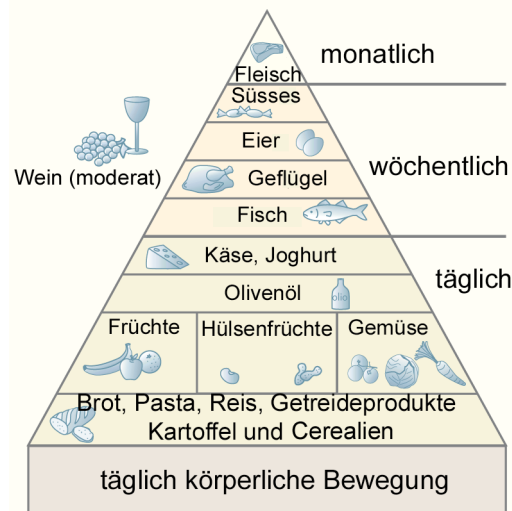 monatlich
Fleisch
Süsses
Eier
Wein (moderat)
Geflügel
wöchentlich
Fisch
Käse, Joghurt
täglich
Olivenöl
olio
Früchte
Hülsenfrüchte
Gemüse
Brot, Pasta, Reis, Getreideprodukte
Kartoffel und Cerealien
täglich körperliche Bewegung